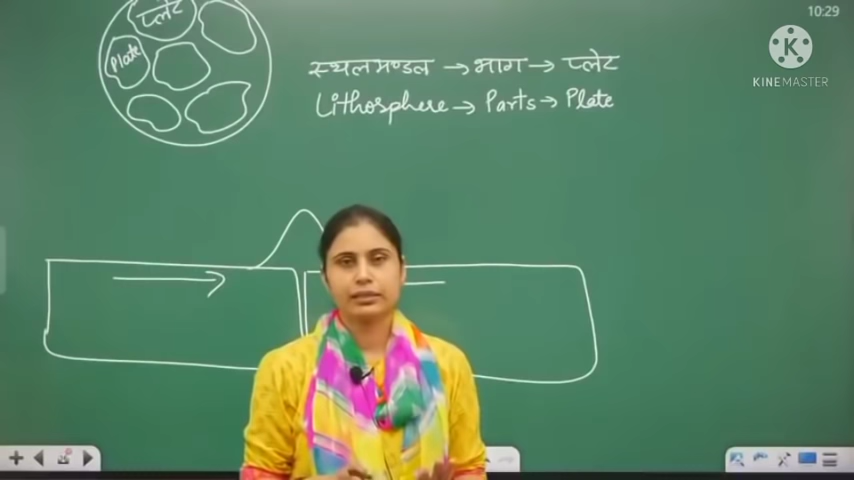 10:29
प्लेट
Plate
K
KINEMASTER
स्थलमण्डल → भाग → प्लेट
Lithosphere → Parts → Plate